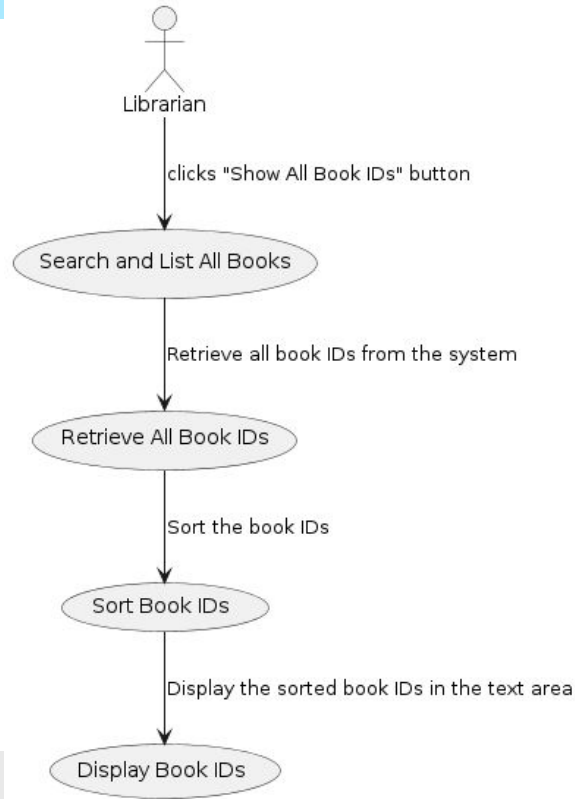 Librarian
clicks "Show All Book IDs" button
Search and List All Books
Retrieve all book IDs from the system
Retrieve All Book IDs
Sort the book IDs
Sort Book IDs
Display the sorted book IDs in the text area
Display Book IDs